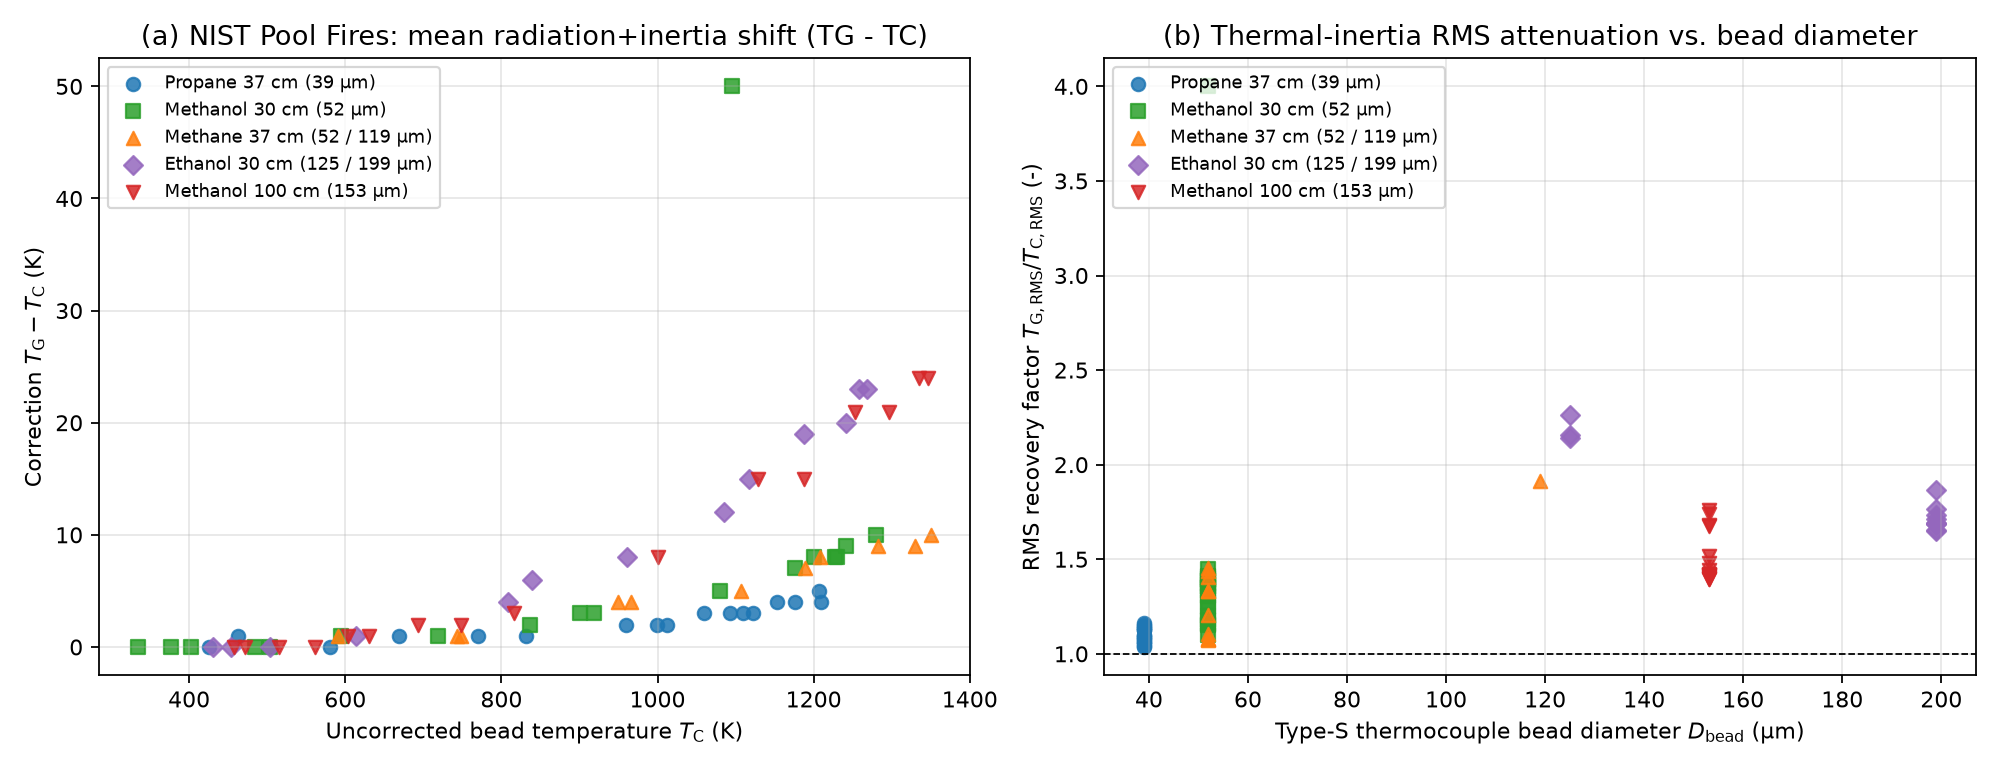 (a) NIST Pool Fires: mean radiation+inertia shift (TG - TC)
Propane 37 cm (39 µm)
Methanol 30 cm (52 µm)
Methane 37 cm (52 / 119 µm)
Ethanol 30 cm (125 / 199 µm)
Methanol 100 cm (153 µm)
Correction T_G − T_C (K)
50
40
30
20
10
0
400
600
800
1000
1200
1400
Uncorrected bead temperature T_C (K)
(b) Thermal-inertia RMS attenuation vs. bead diameter
Propane 37 cm (39 µm)
Methanol 30 cm (52 µm)
Methane 37 cm (52 / 119 µm)
Ethanol 30 cm (125 / 199 µm)
Methanol 100 cm (153 µm)
RMS recovery factor T_G,RMS/T_C,RMS (-)
4.0
3.5
3.0
2.5
2.0
1.5
1.0
40
60
80
100
120
140
160
180
200
Type-S thermocouple bead diameter D_bead (µm)